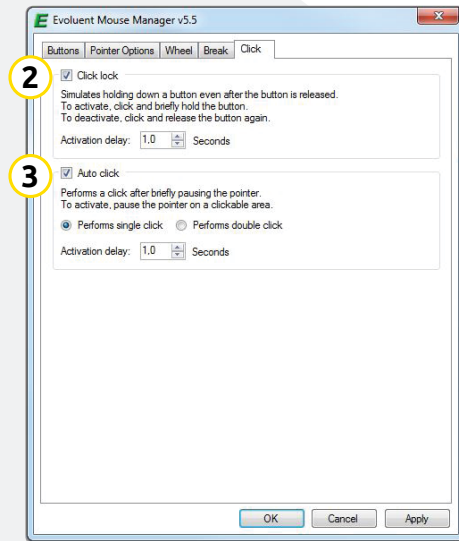 E Evoluent Mouse Manager v5.5
Buttons Pointer Options Wheel Break Click
2
Click lock
Simulates holding down a button even after the button is released.
To activate, click and briefly hold the button.
To deactivate, click and release the button again.
Activation delay: 1,0 Seconds
3
Auto click
Performs a click after briefly pausing the pointer.
To activate, pause the pointer on a clickable area.
Performs single click Performs double click
Activation delay: 1,0 Seconds
OK Cancel Apply